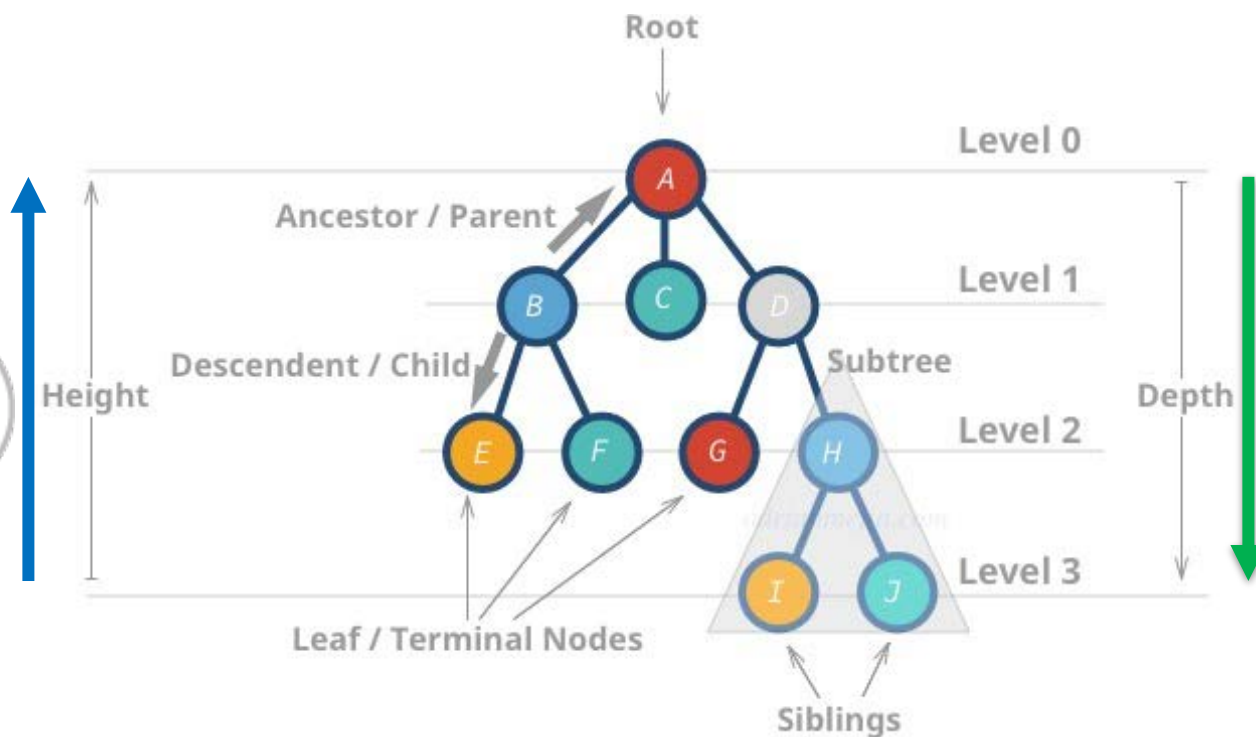 Root
Level 0
A
Ancestor / Parent
Level 1
B
C
D
Descendent / Child
Subtree
Height
Depth
Level 2
E
F
G
H
Level 3
I
J
Leaf / Terminal Nodes
Siblings